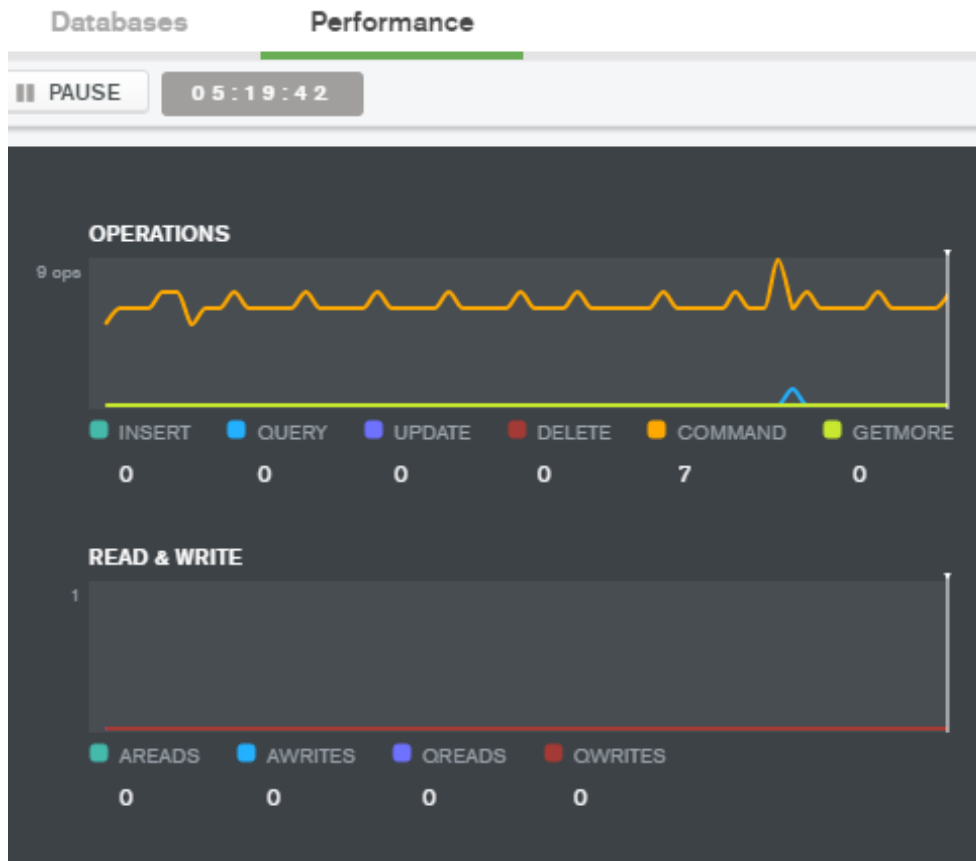 Databases Performance
PAUSE 05:19:42
OPERATIONS
9 ops
INSERT QUERY UPDATE DELETE COMMAND GETMORE
0 0 0 0 7 0
READ & WRITE
1
AREADS AWRITES QREADS QWRITES
0 0 0 0